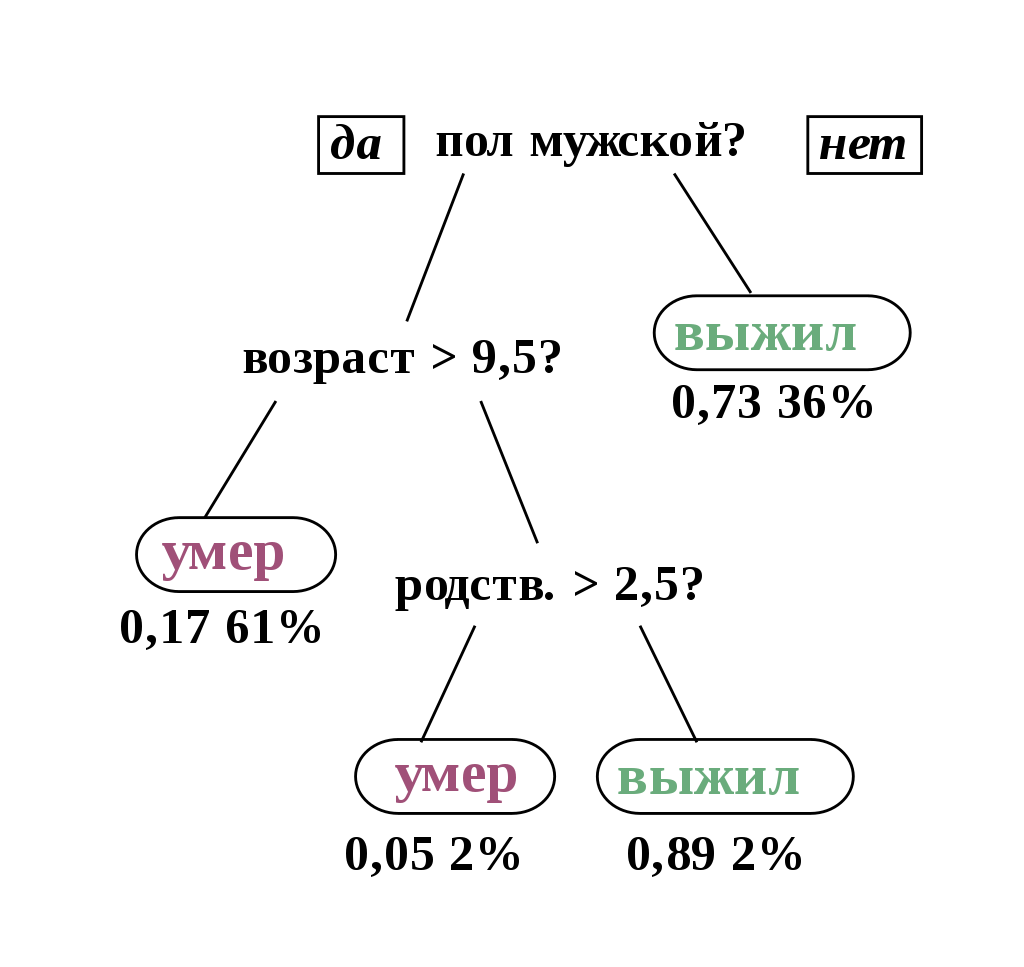 да пол мужской? нет
выжил
возраст > 9,5?
0,73 36%
умер
родств. > 2,5?
0,17 61%
умер выжил
0,05 2% 0,89 2%